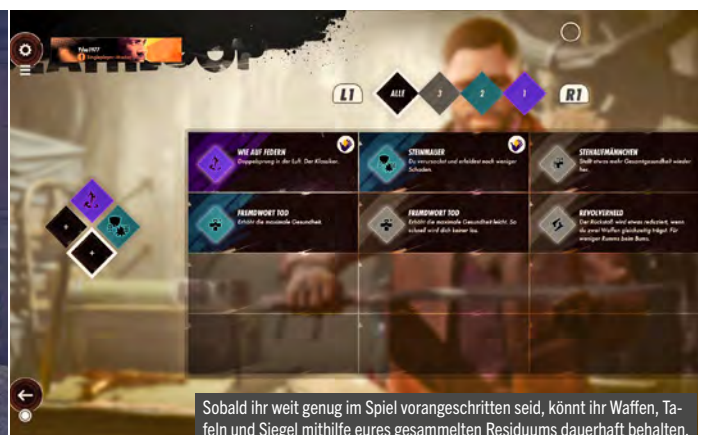 L1
ALLE
3
2
1
R1
WIE AUF FEDERN
Doppelsprung in der Luft. Der Klassiker.
STEINMAUER
Du verursachst und erleidest noch weniger
Schaden.
STEHAUFMÄNNCHEN
Stellt etwas mehr Gesamtgesundheit wieder
her.
FREMDWORT TOD
Erhöht die maximale Gesundheit.
FREMDWORT TOD
Erhöht die maximale Gesundheit leicht. So
schnell wird dich keiner los.
REVOLVERHELD
Der Rückstoß wird etwas reduziert, wenn
du zwei Waffen gleichzeitig trägst. Für
weniger Rumms beim Bums.
Sobald ihr weit genug im Spiel vorangeschritten seid, könnt ihr Waffen, Ta-
feln und Siegel mithilfe eures gesammelten Residuums dauerhaft behalten.